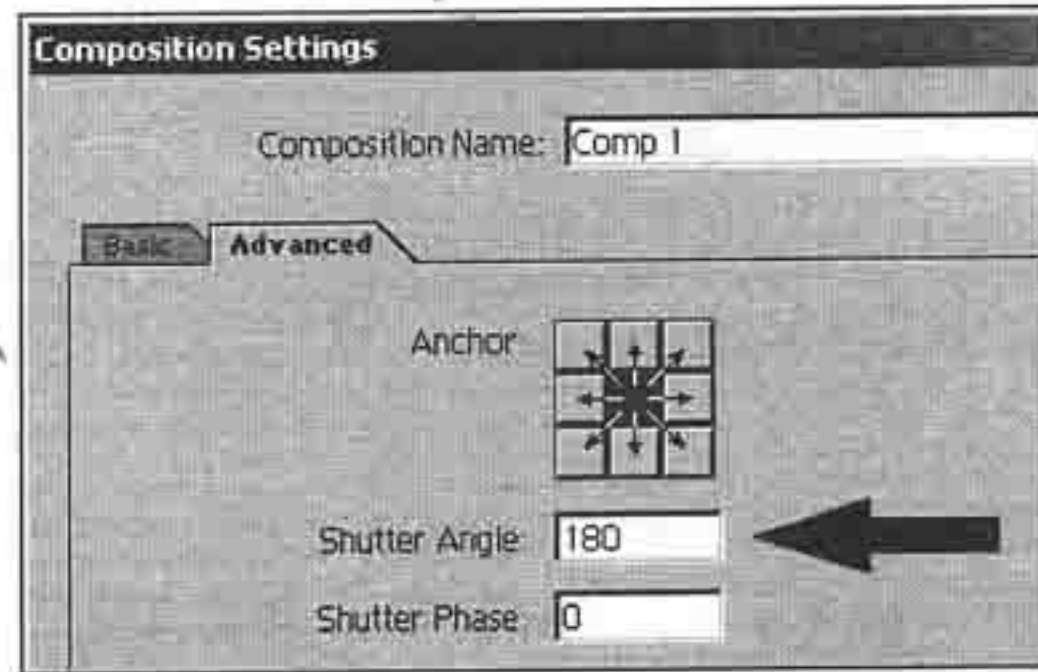 Composition Settings
Composition Name: Comp 1
Basic Advanced
Anchor
Shutter Angle 180
Shutter Phase 0